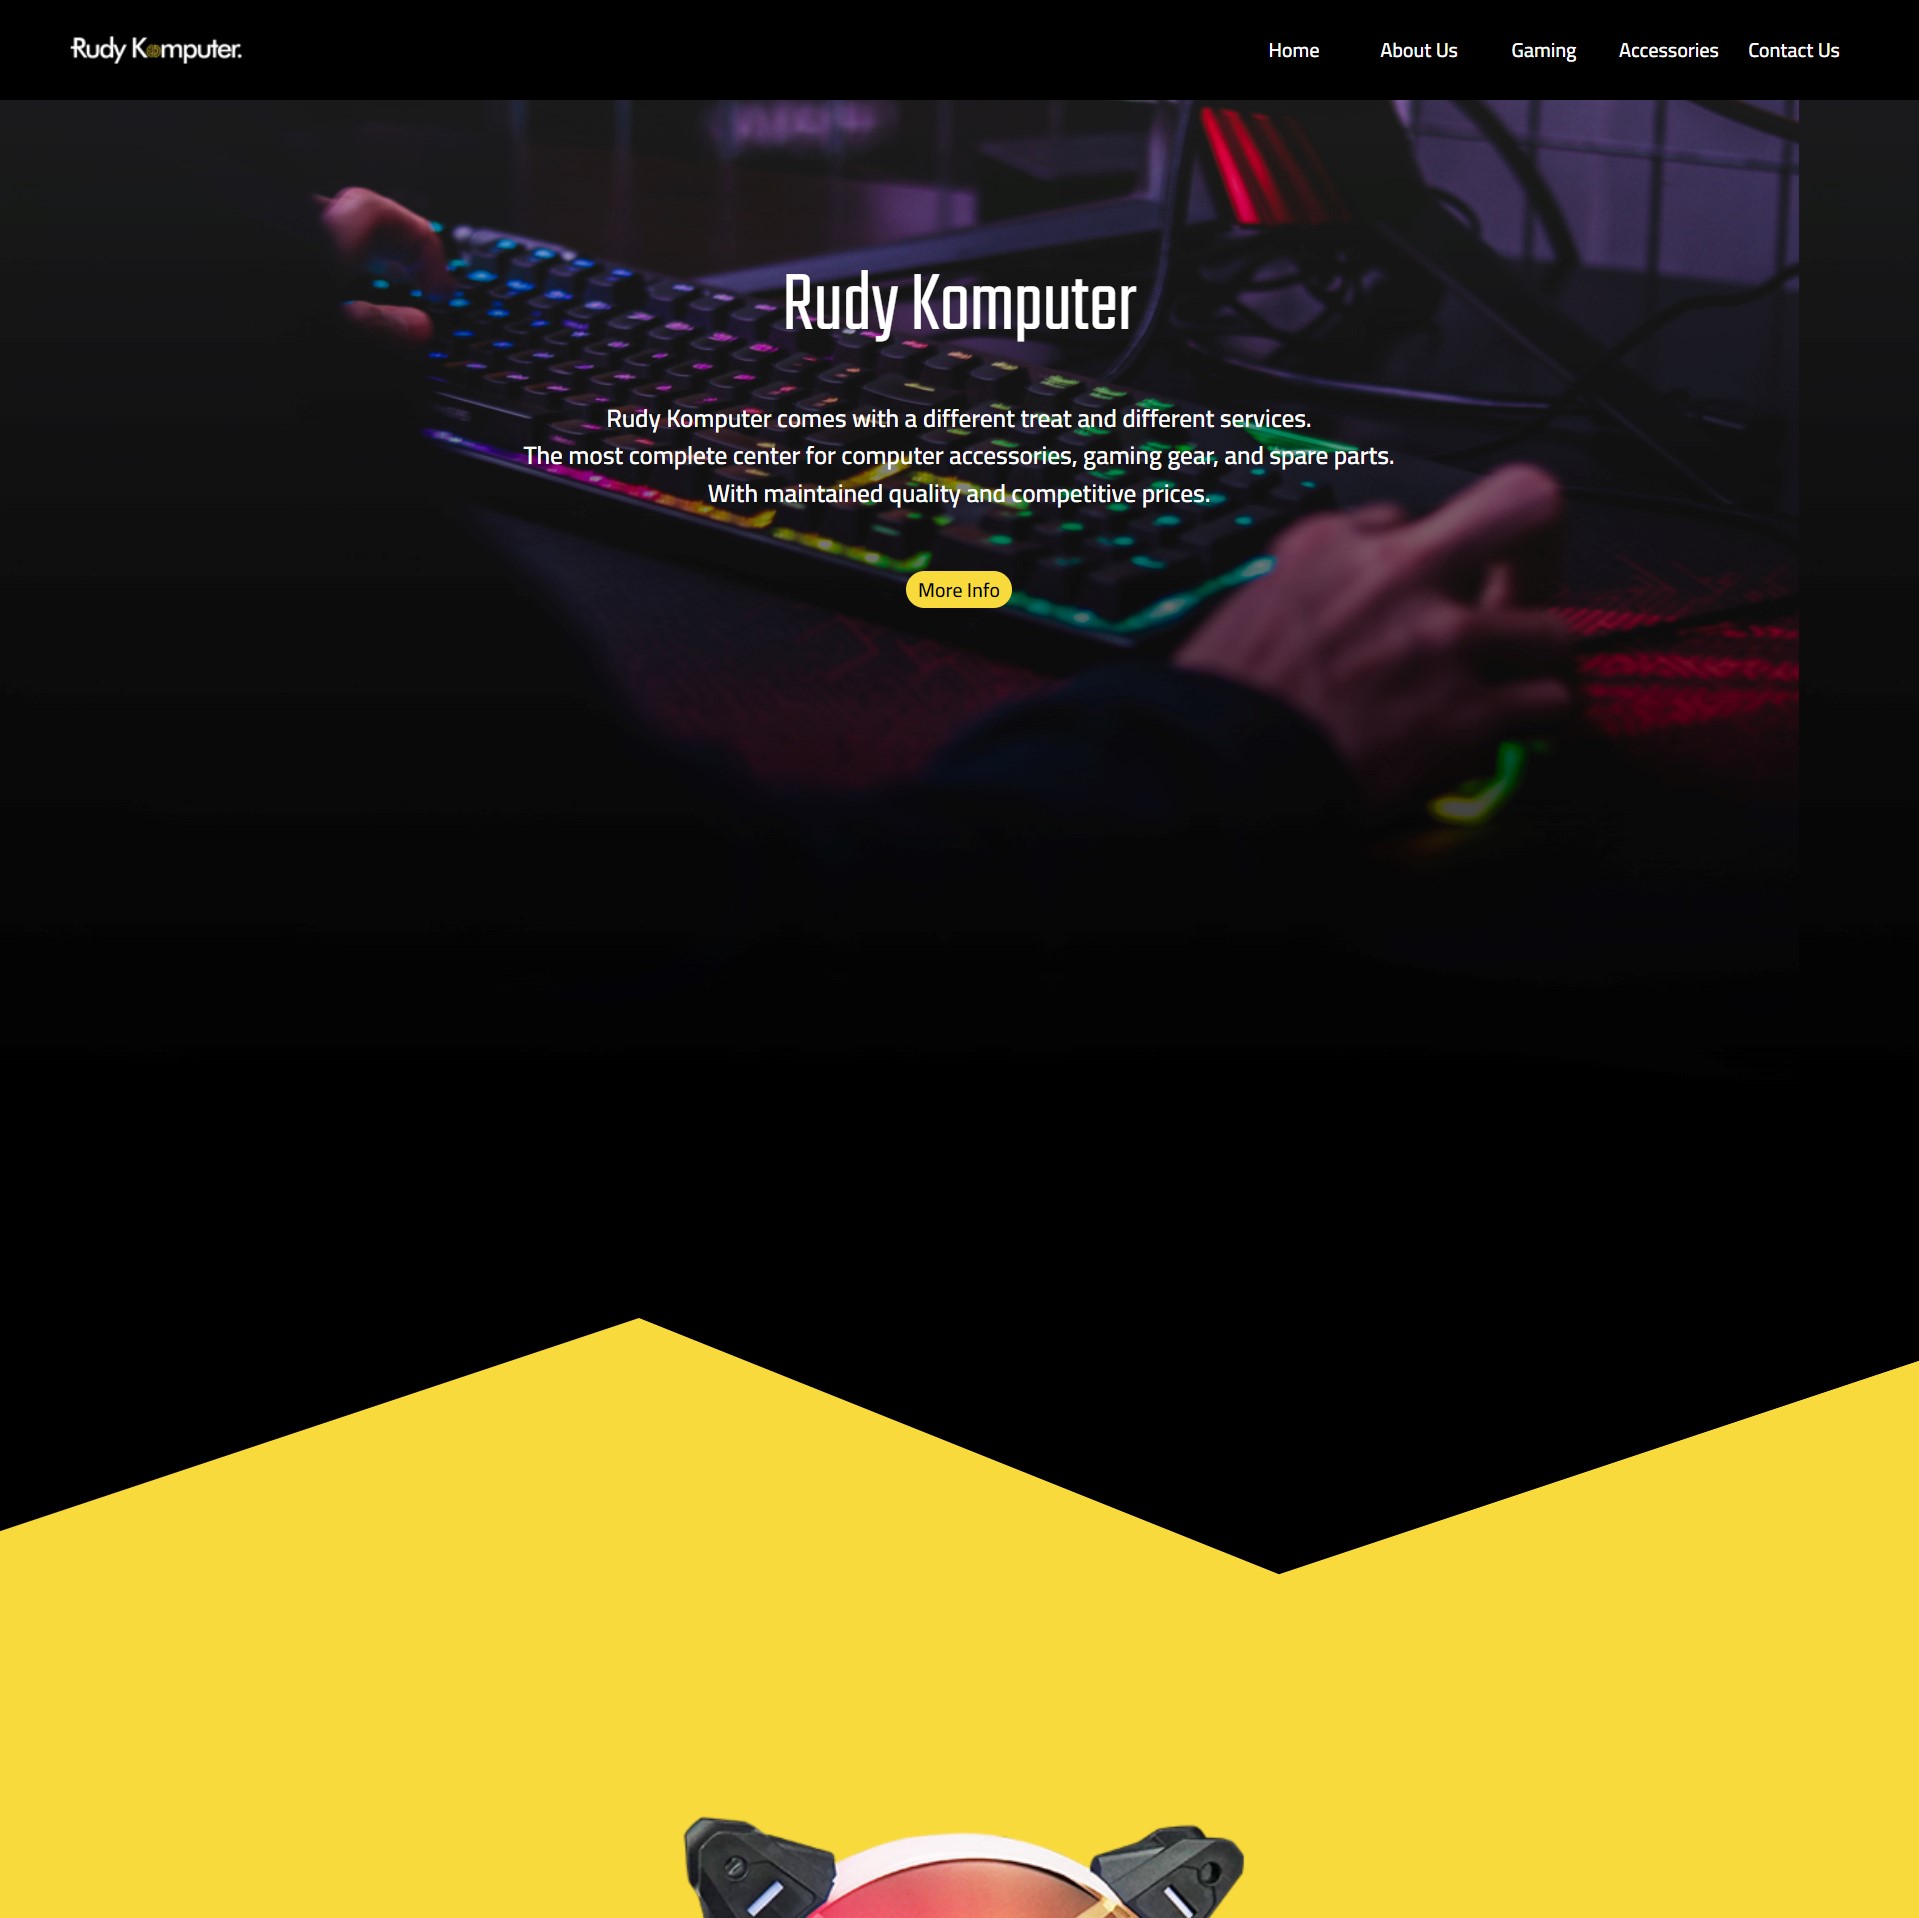 Rudy Komputer.
Home About Us Gaming Accessories Contact Us
Rudy Komputer
Rudy Komputer comes with a different treat and different services.
The most complete center for computer accessories, gaming gear, and spare parts.
With maintained quality and competitive prices.
More Info